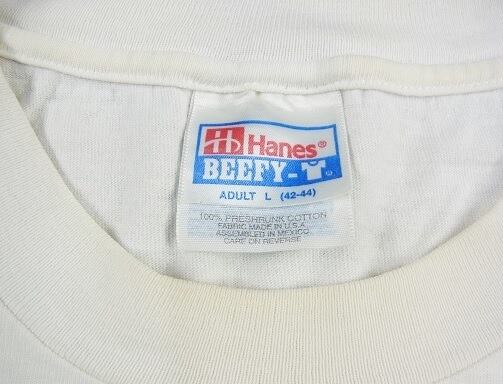 Hanes®
BEEFY-T
ADULT L (42-44)
100% PRESHRUNK COTTON
FABRIC MADE IN U.S.A
ASSEMBLED IN MEXICO
CARE ON REVERSE